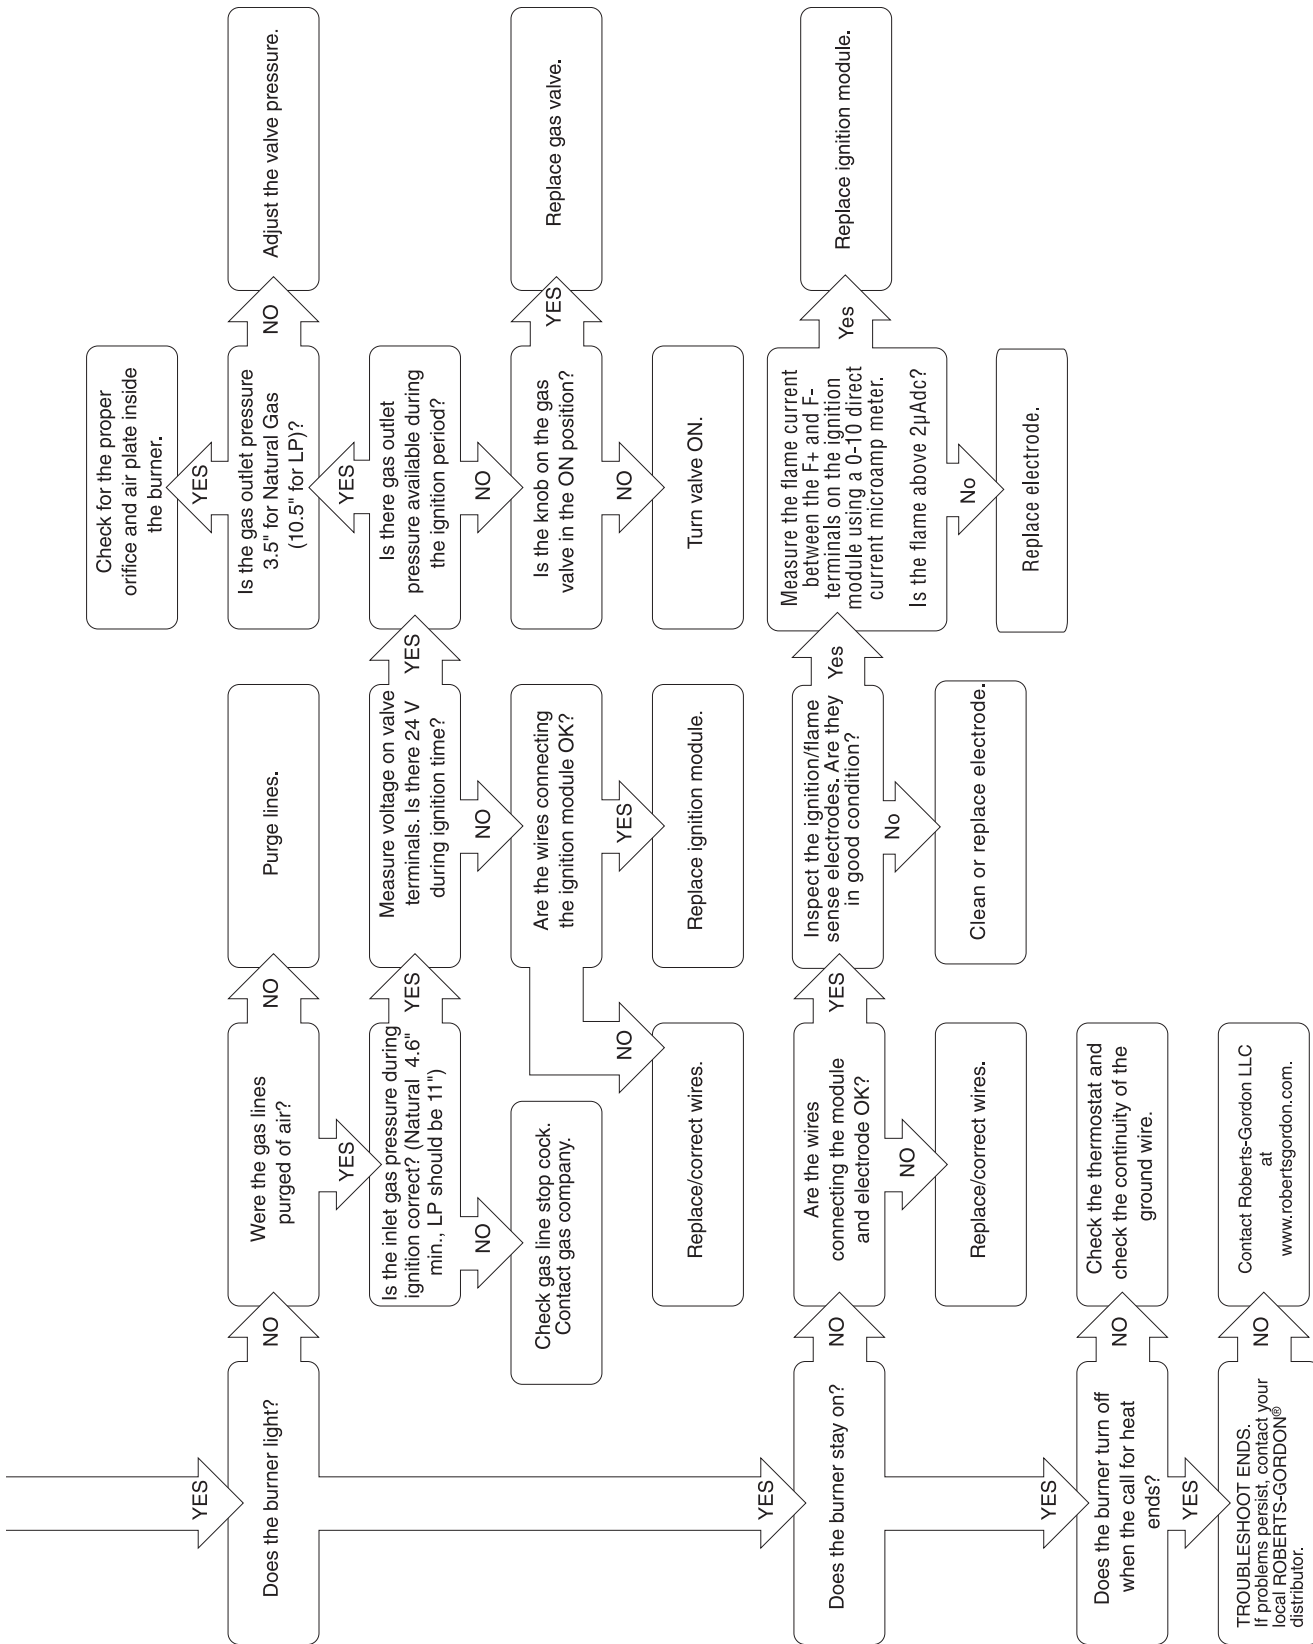 YES
Does the burner light?
NO
Were the gas lines
purged of air?
NO
Purge lines.
YES
Is the inlet gas pressure during
ignition correct? (Natural 4.6"
min., LP should be 11")
NO
Check gas line stop cock.
Contact gas company.
YES
Measure voltage on valve
terminals. Is there 24 V
during ignition time?
NO
Are the wires connecting
the ignition module OK?
NO
Replace/correct wires.
YES
Replace ignition module.
YES
Is there gas outlet
pressure available during
the ignition period?
YES
Is the gas outlet pressure
3.5" for Natural Gas
(10.5" for LP)?
YES
Check for the proper
orifice and air plate inside
the burner.
NO
Adjust the valve pressure.
NO
Is the knob on the gas
valve in the ON position?
YES
Replace gas valve.
NO
Turn valve ON.
YES
Does the burner stay on?
NO
Are the wires
connecting the module
and electrode OK?
NO
Replace/correct wires.
YES
Inspect the ignition/flame
sense electrodes. Are they
in good condition?
No
Clean or replace electrode.
Yes
Measure the flame current
between the F+ and F-
terminals on the ignition
module using a 0-10 direct
current microamp meter.
Is the flame above 2µAdc?
Yes
Replace ignition module.
No
Replace electrode.
YES
Does the burner turn off
when the call for heat
ends?
NO
Check the thermostat and
check the continuity of the
ground wire.
YES
TROUBLESHOOT ENDS.
If problems persist, contact your
local ROBERTS-GORDON®
distributor.
NO
Contact Roberts-Gordon LLC
at
www.robertsgordon.com.